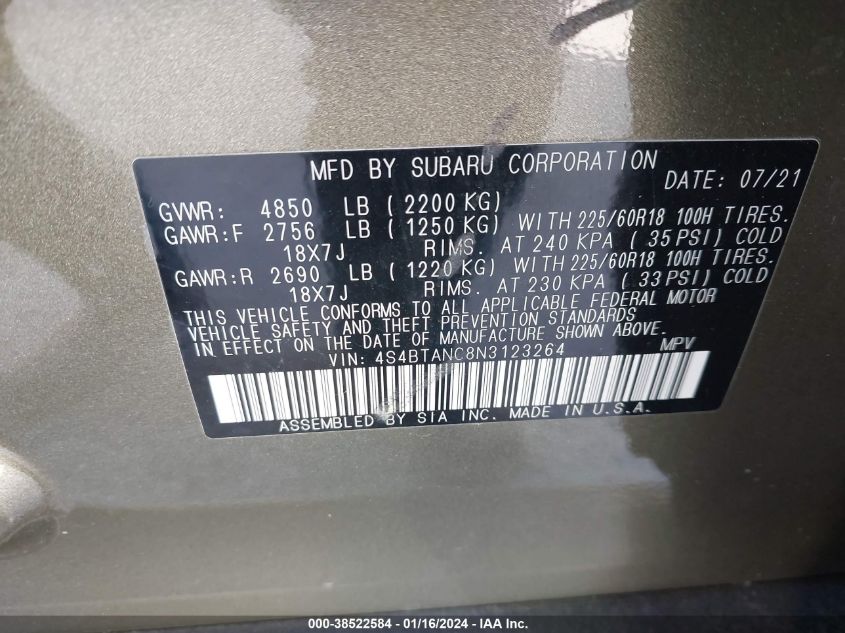 MFD BY SUBARU CORPORATION
DATE: 07/21
GVWR: 4850 LB ( 2200 KG)
GAWR:F 2756 LB ( 1250 KG) WITH 225/60R18 100H TIRES.
18X7J RIMS. AT 240 KPA ( 35 PSI) COLD
GAWR:R 2690 LB ( 1220 KG) WITH 225/60R18 100H TIRES.
18X7J RIMS. AT 230 KPA ( 33 PSI) COLD
THIS VEHICLE CONFORMS TO ALL APPLICABLE FEDERAL MOTOR
VEHICLE SAFETY AND THEFT PREVENTION STANDARDS
IN EFFECT ON THE DATE OF MANUFACTURE SHOWN ABOVE.
VIN: 4S4BTANC8N3123264 MPV
ASSEMBLED BY SIA INC. MADE IN U.S.A.
000-38522584 - 01/16/2024 - IAAI.COM